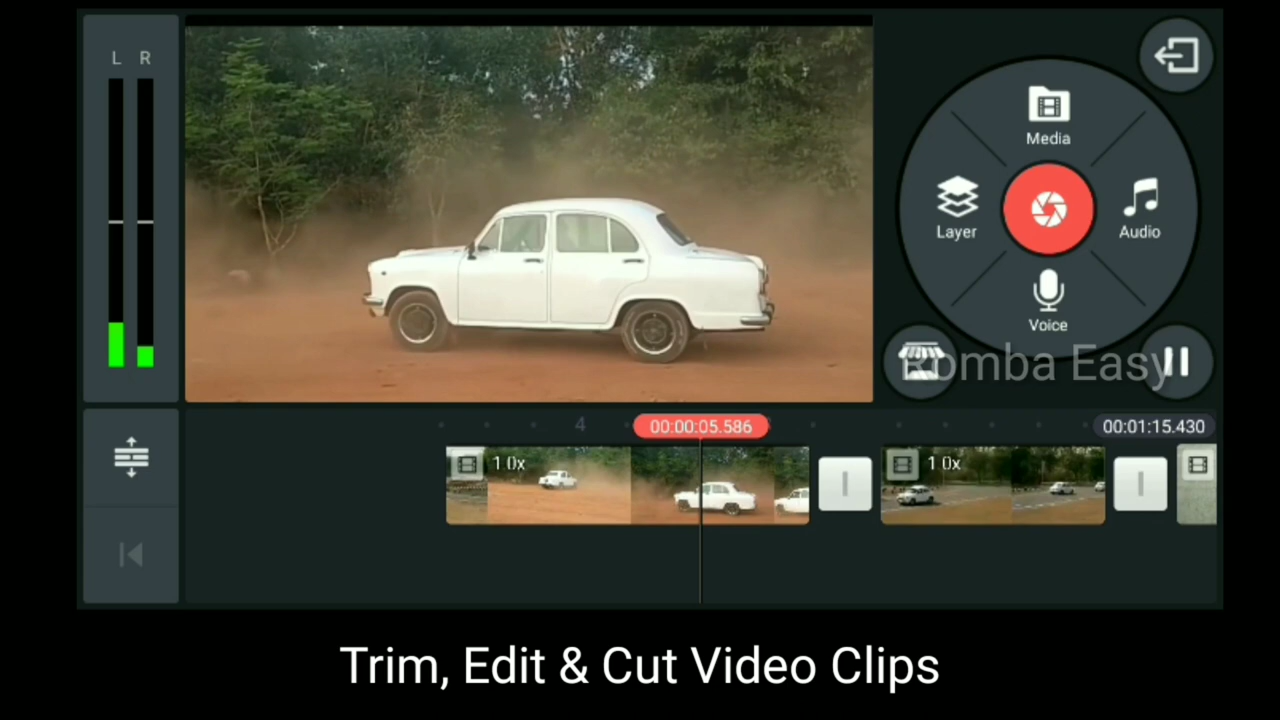 L R
Media
Layer
Audio
Voice
Romba Easy
4
00:00:05.586
00:01:15.430
1.0x
1.0x
Trim, Edit & Cut Video Clips